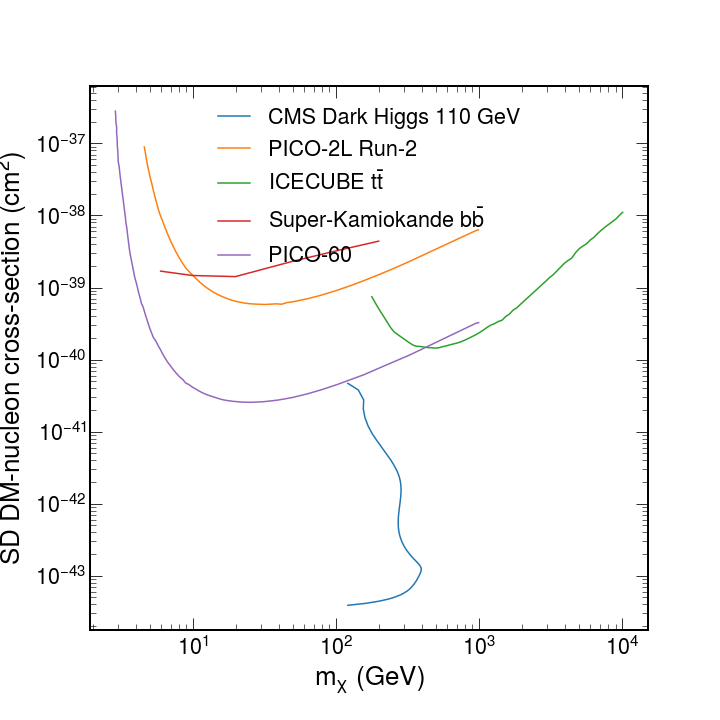 CMS Dark Higgs 110 GeV
PICO-2L Run-2
ICECUBE tt̄
Super-Kamiokande bb̄
PICO-60
SD DM-nucleon cross-section (cm²)
10⁻³⁷
10⁻³⁸
10⁻³⁹
10⁻⁴⁰
10⁻⁴¹
10⁻⁴²
10⁻⁴³
10¹ 10² 10³ 10⁴
m_χ (GeV)